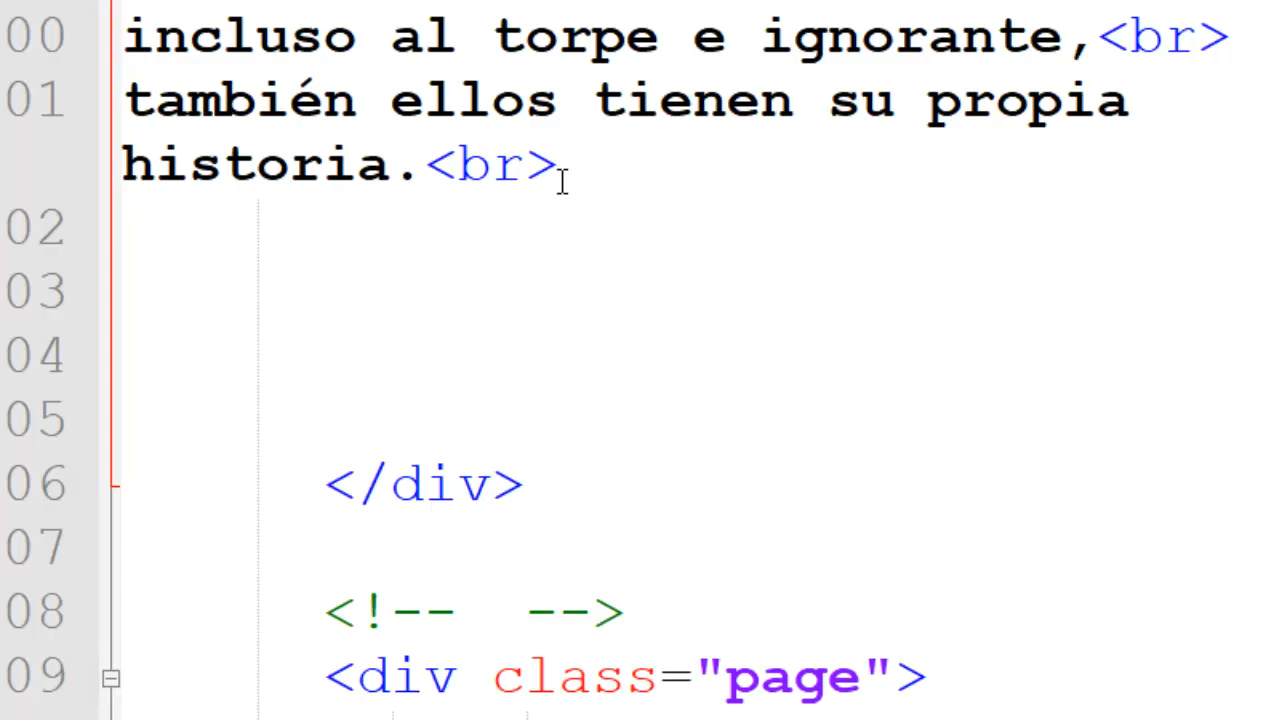 00 incluso al torpe e ignorante,<br>
01 también ellos tienen su propia
historia.<br>
02
03
04
05
06 </div>
07
08 <!--  -->
09 <div class="page">